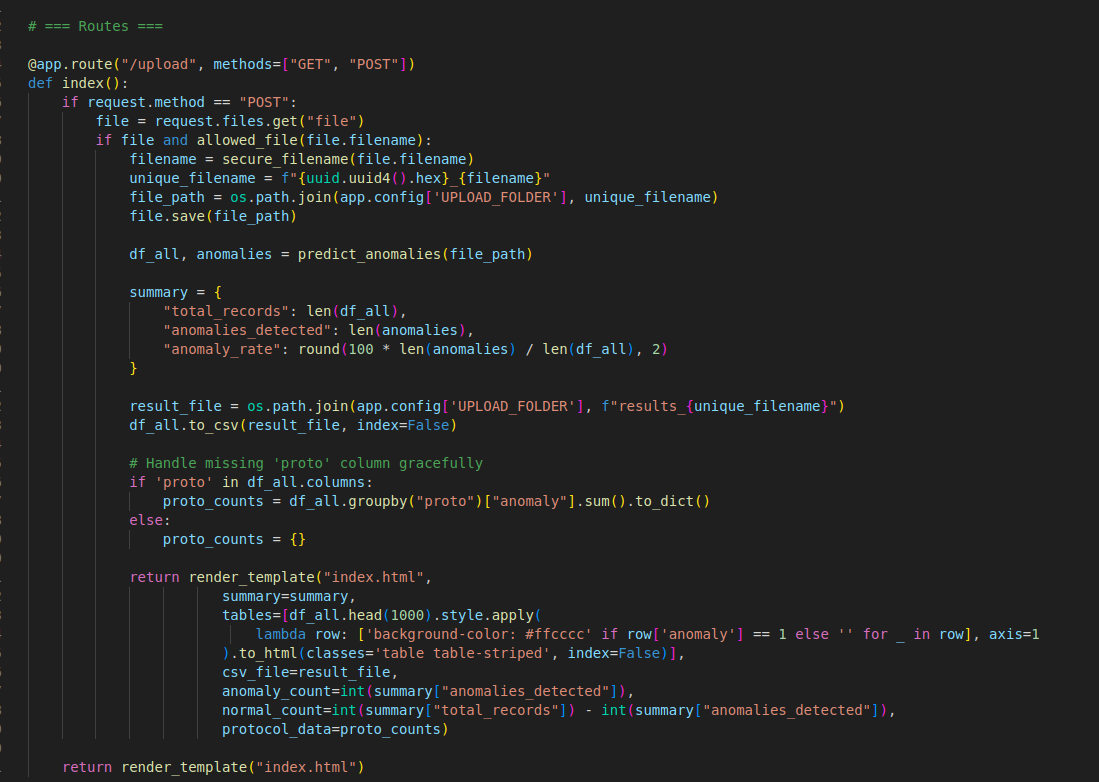 # === Routes ===
@app.route("/upload", methods=["GET", "POST"])
def index():
    if request.method == "POST":
        file = request.files.get("file")
        if file and allowed_file(file.filename):
            filename = secure_filename(file.filename)
            unique_filename = f"{uuid.uuid4().hex}_{filename}"
            file_path = os.path.join(app.config['UPLOAD_FOLDER'], unique_filename)
            file.save(file_path)
            df_all, anomalies = predict_anomalies(file_path)
            summary = {
                "total_records": len(df_all),
                "anomalies_detected": len(anomalies),
                "anomaly_rate": round(100 * len(anomalies) / len(df_all), 2)
            }
            result_file = os.path.join(app.config['UPLOAD_FOLDER'], f"results_{unique_filename}")
            df_all.to_csv(result_file, index=False)
            # Handle missing 'proto' column gracefully
            if 'proto' in df_all.columns:
                proto_counts = df_all.groupby("proto")["anomaly"].sum().to_dict()
            else:
                proto_counts = {}
            return render_template("index.html",
                       summary=summary,
                       tables=[df_all.head(1000).style.apply(
                           lambda row: ['background-color: #ffcccc' if row['anomaly'] == 1 else '' for _ in row], axis=1
                       ).to_html(classes='table table-striped', index=False)],
                       csv_file=result_file,
                       anomaly_count=int(summary["anomalies_detected"]),
                       normal_count=int(summary["total_records"]) - int(summary["anomalies_detected"]),
                       protocol_data=proto_counts)
    return render_template("index.html")